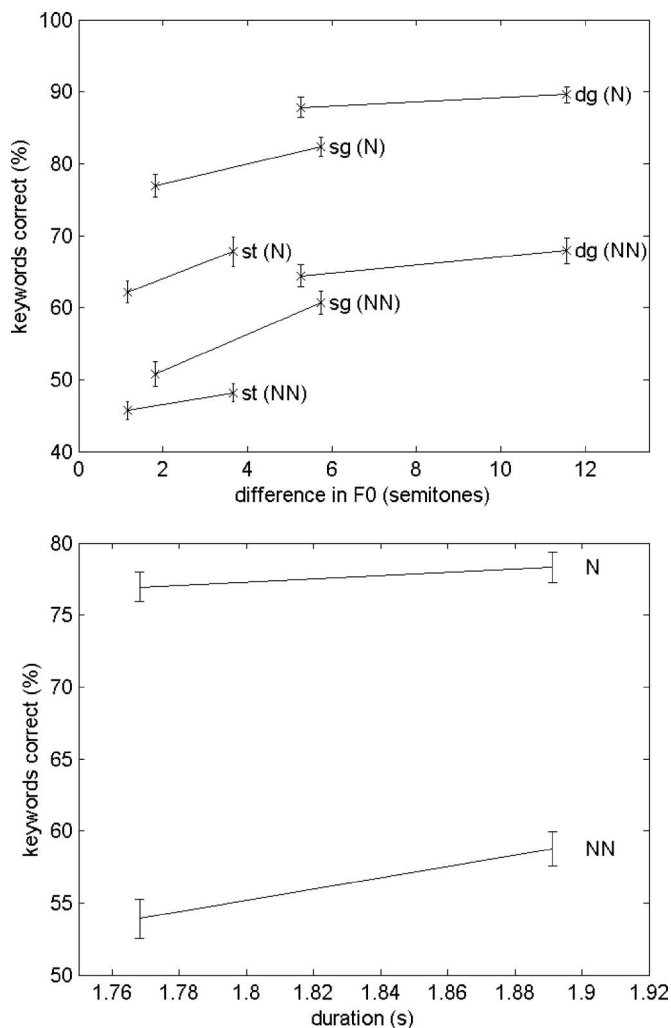 100
90
80
70
60
50
40
keywords correct (%)
dg (N)
sg (N)
st (N)
dg (NN)
sg (NN)
st (NN)
0 2 4 6 8 10 12
difference in F0 (semitones)
80
75
70
65
60
55
50
keywords correct (%)
N
NN
1.76 1.78 1.8 1.82 1.84 1.86 1.88 1.9 1.92
duration (s)